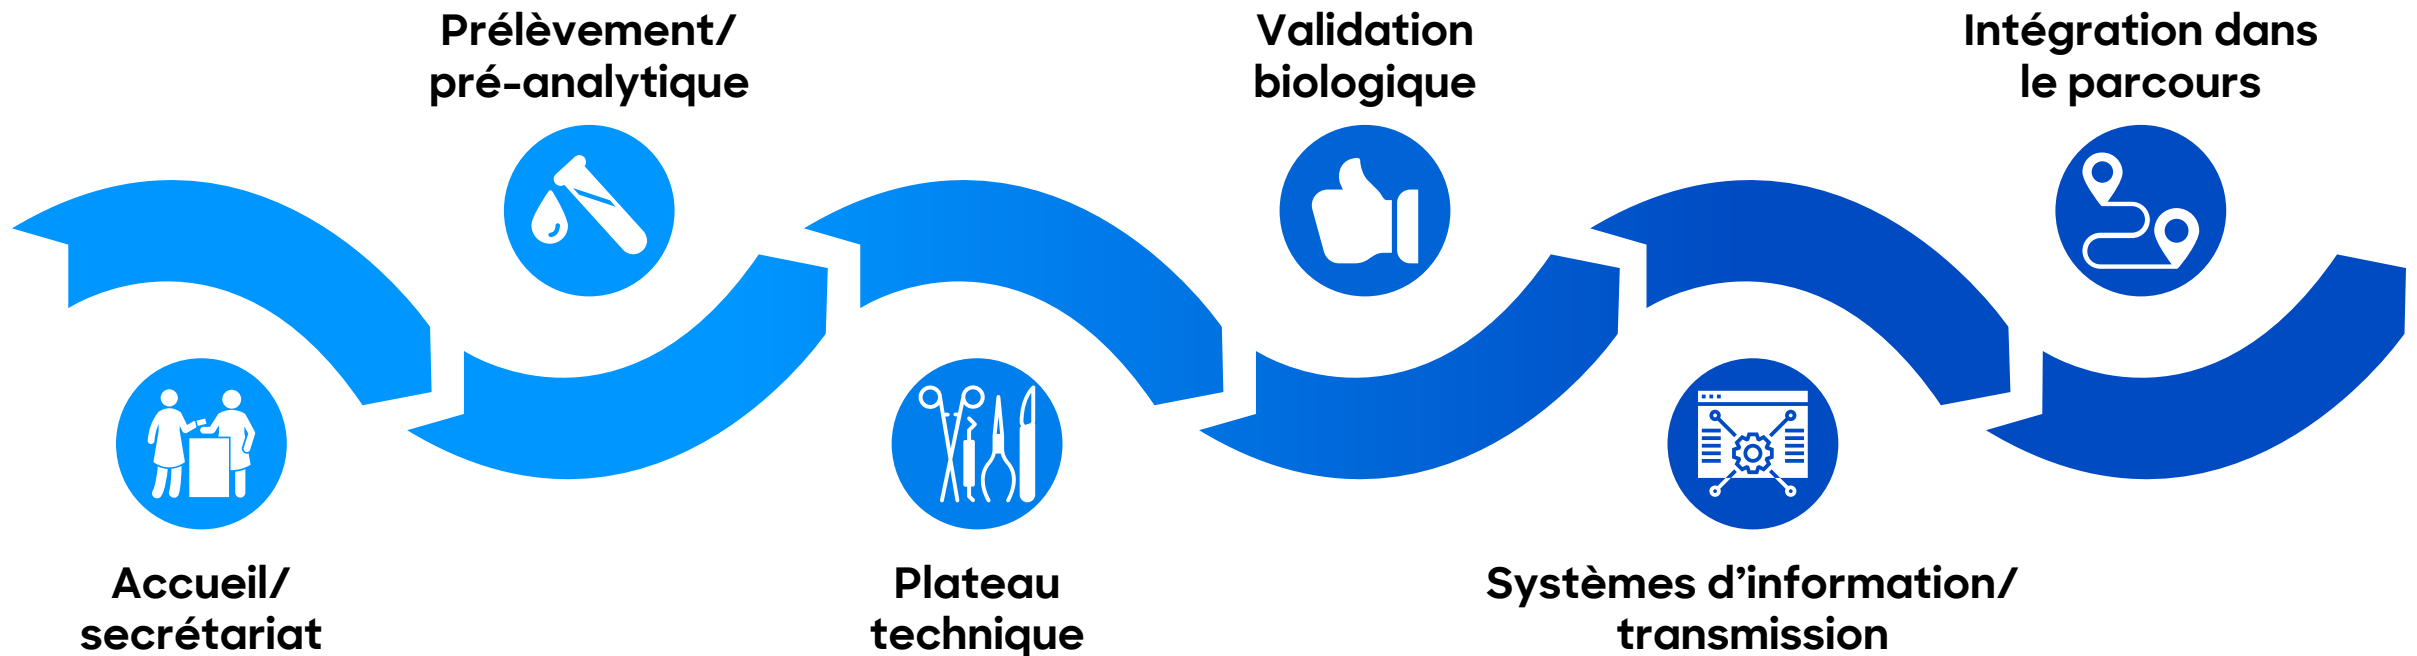 Accueil/
secrétariat
Prélèvement/
pré-analytique
Plateau
technique
Validation
biologique
Systèmes d’information/
transmission
Intégration dans
le parcours